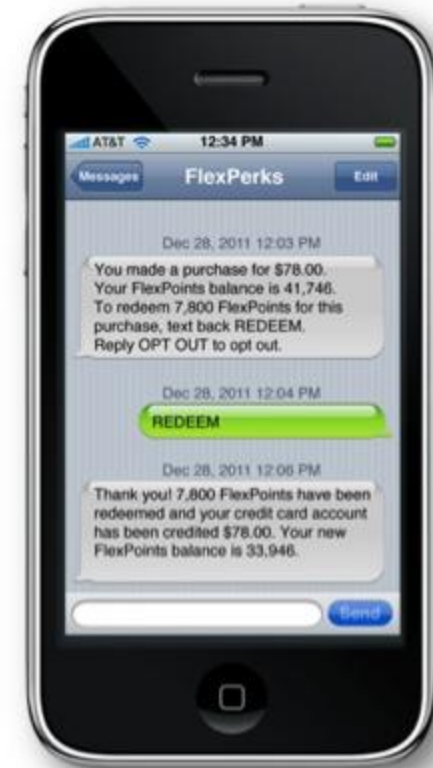 AT&T 12:34 PM
Messages FlexPerks Edit
Dec 28, 2011 12:03 PM
You made a purchase for $78.00.
Your FlexPoints balance is 41,746.
To redeem 7,800 FlexPoints for this
purchase, text back REDEEM.
Reply OPT OUT to opt out.
Dec 28, 2011 12:04 PM
REDEEM
Dec 28, 2011 12:06 PM
Thank you! 7,800 FlexPoints have been
redeemed and your credit card account
has been credited $78.00. Your new
FlexPoints balance is 33,946.
Send